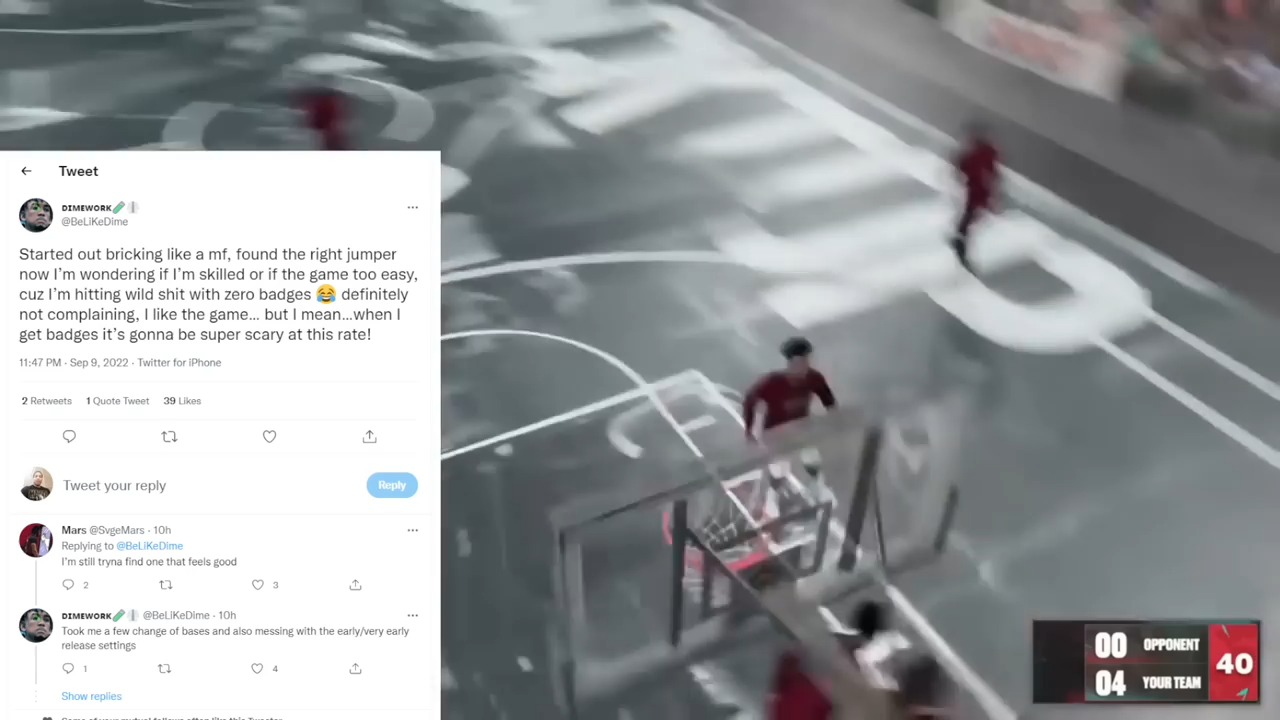 Tweet
DIMEWORK
@BeLiKeDime
Started out bricking like a mf, found the right jumper
now I'm wondering if I'm skilled or if the game too easy,
cuz I'm hitting wild shit with zero badges 😂 definitely
not complaining, I like the game... but I mean...when I
get badges it's gonna be super scary at this rate!
11:47 PM · Sep 9, 2022 · Twitter for iPhone
2 Retweets 1 Quote Tweet 39 Likes
Tweet your reply
Reply
Mars @SvgeMars · 10h
Replying to @BeLiKeDime
I'm still tryna find one that feels good
2 3
DIMEWORK @BeLiKeDime · 10h
Took me a few change of bases and also messing with the early/very early
release settings
1 4
Show replies
00 OPPONENT
04 YOUR TEAM
40